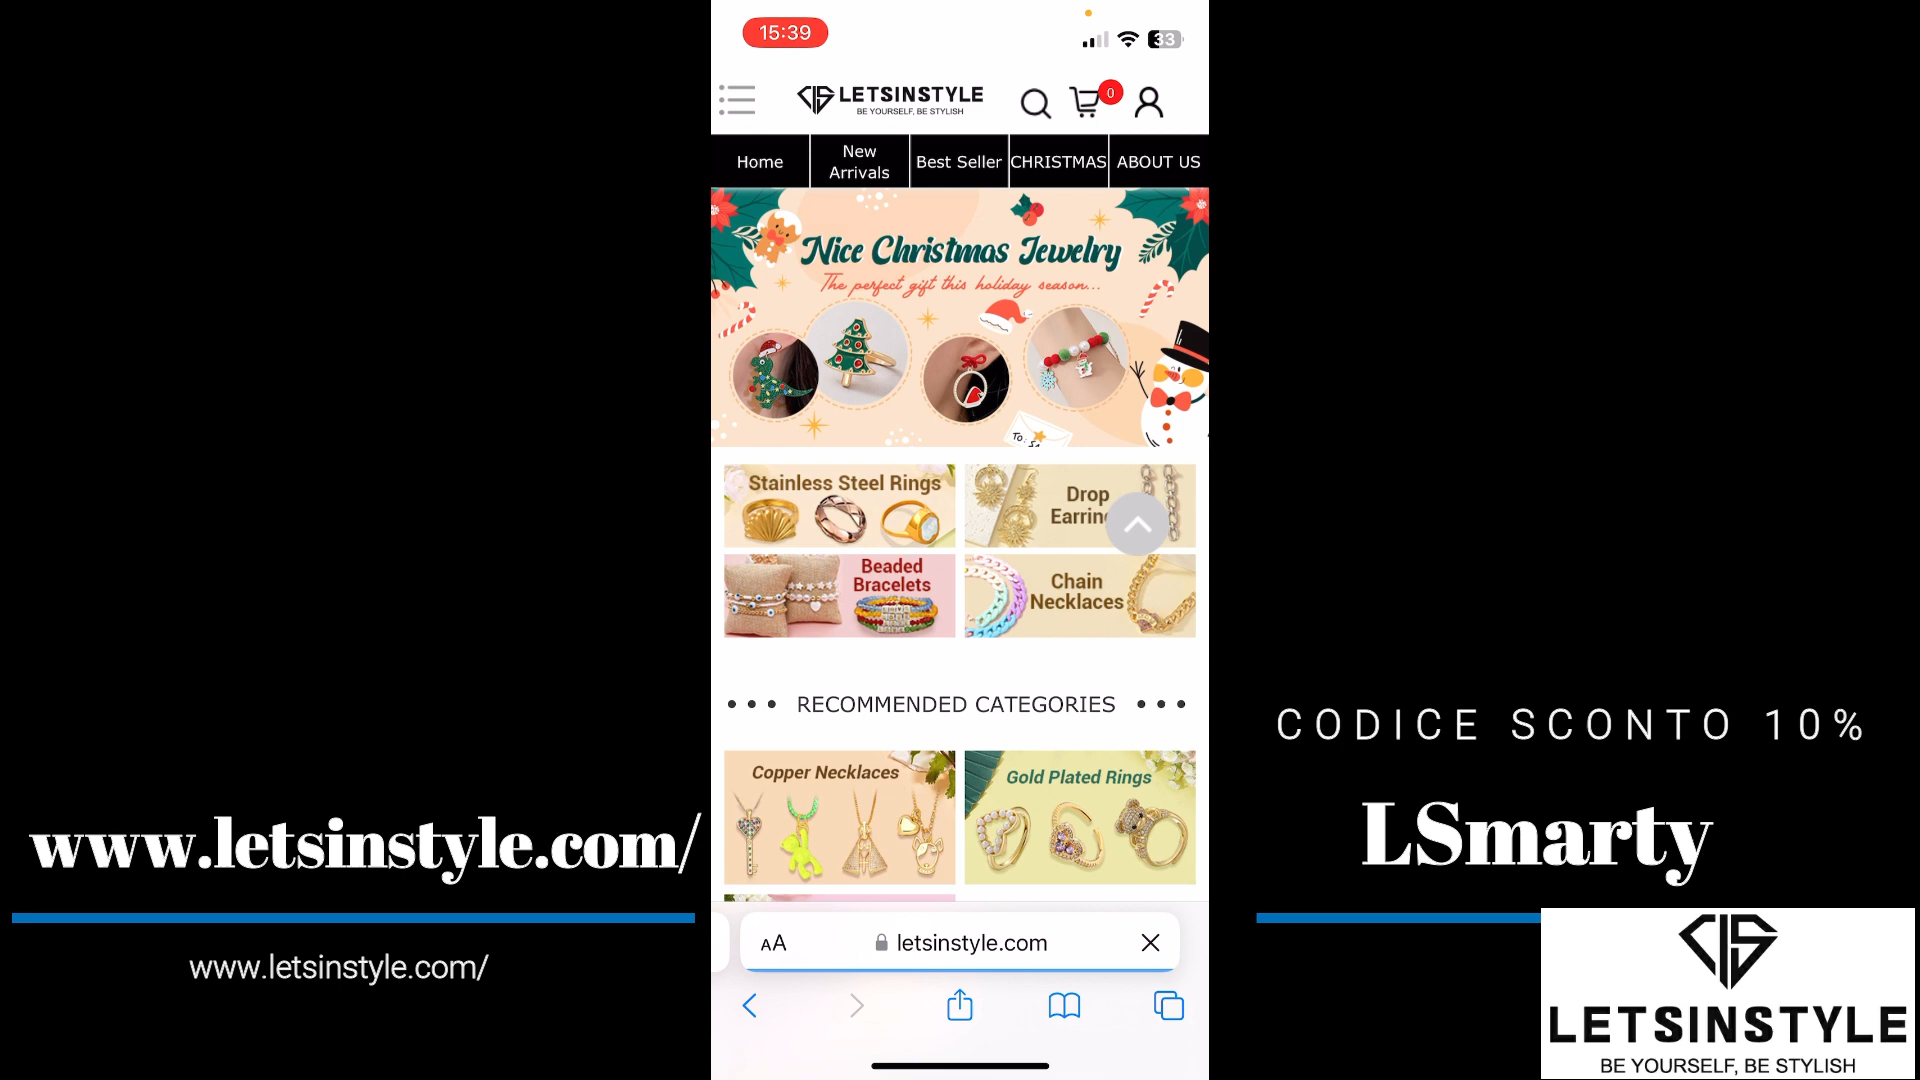 15:39
33
LETSINSTYLE
BE YOURSELF, BE STYLISH
0
Home
New
Arrivals
Best Seller
CHRISTMAS
ABOUT US
Nice Christmas Jewelry
The perfect gift this holiday season...
To:
Stainless Steel Rings
Drop
Beaded
Bracelets
Chain
Necklaces
RECOMMENDED CATEGORIES
Copper Necklaces
Gold Plated Rings
AA
letsinstyle.com
www.letsinstyle.com/
www.letsinstyle.com/
CODICE SCONTO 10%
LSmarty
LETSINSTYLE
BE YOURSELF, BE STYLISH